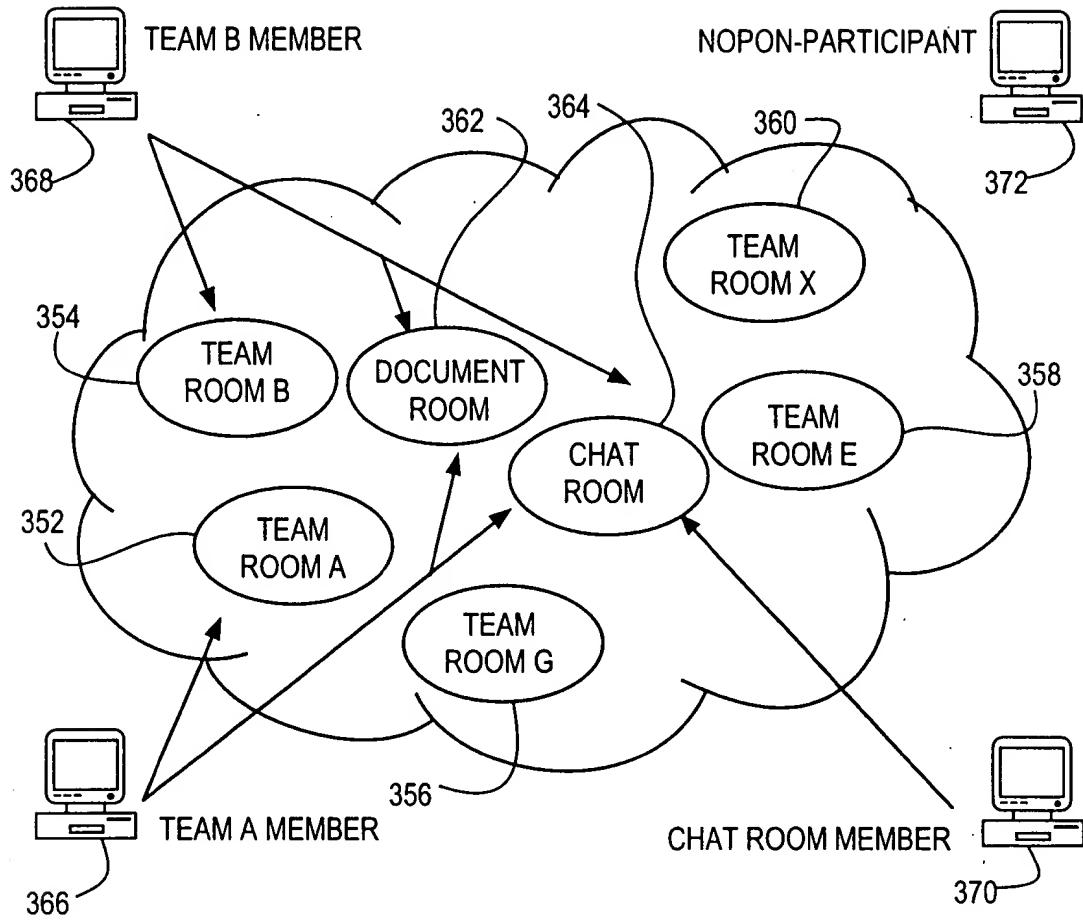 TEAM B MEMBER
NOPON-PARTICIPANT
362
364
360
368
372
TEAM
ROOM X
354
TEAM
ROOM B
DOCUMENT
ROOM
358
TEAM
ROOM E
CHAT
ROOM
352
TEAM
ROOM A
TEAM
ROOM G
356
TEAM A MEMBER
CHAT ROOM MEMBER
366
370